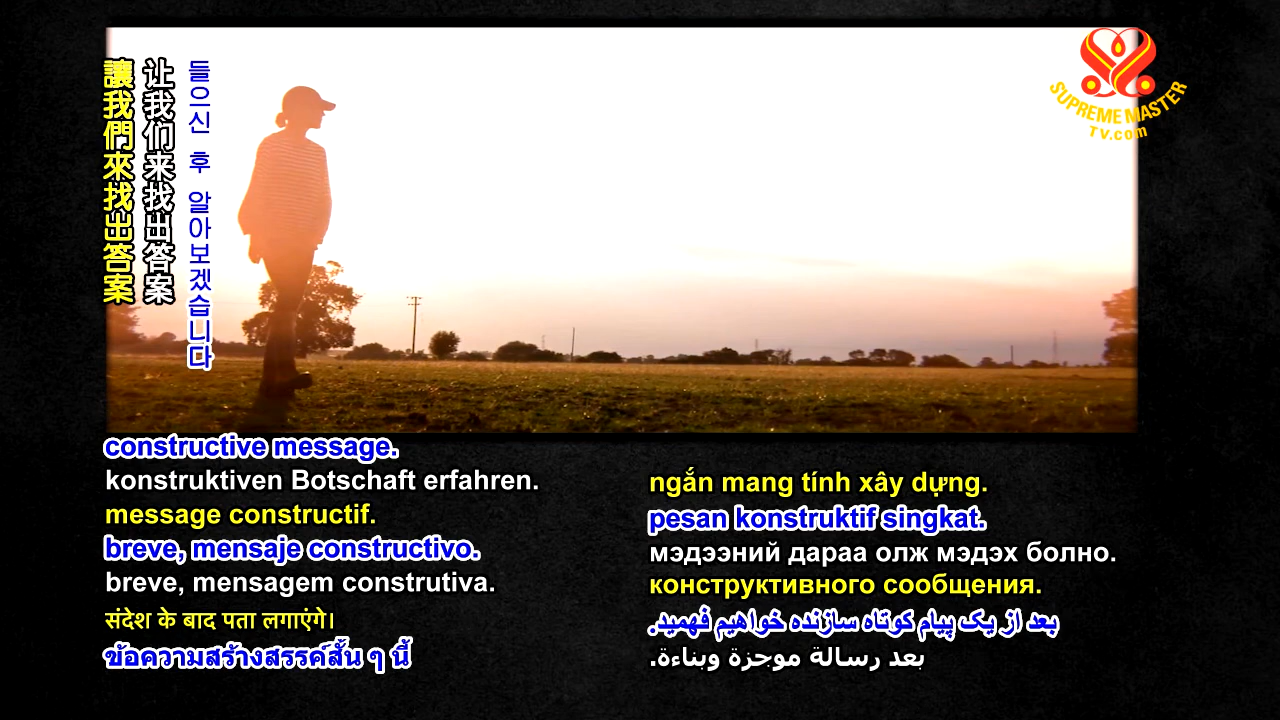 讓我們來找出答案
让我们来找出答案
들으신 후 알아보겠습니다
SUPREME MASTER
TV.com
constructive message.
konstruktiven Botschaft erfahren.
message constructif.
breve, mensaje constructivo.
breve, mensagem construtiva.
संदेश के बाद पता लगाएंगे।
ข้อความสร้างสรรค์สั้น ๆ นี้
ngắn mang tính xây dựng.
pesan konstruktif singkat.
мэдээний дараа олж мэдэх болно.
конструктивного сообщения.
بعد از یک پیام کوتاه سازنده خواهیم فهمید.
بعد رسالة موجزة وبناءة.